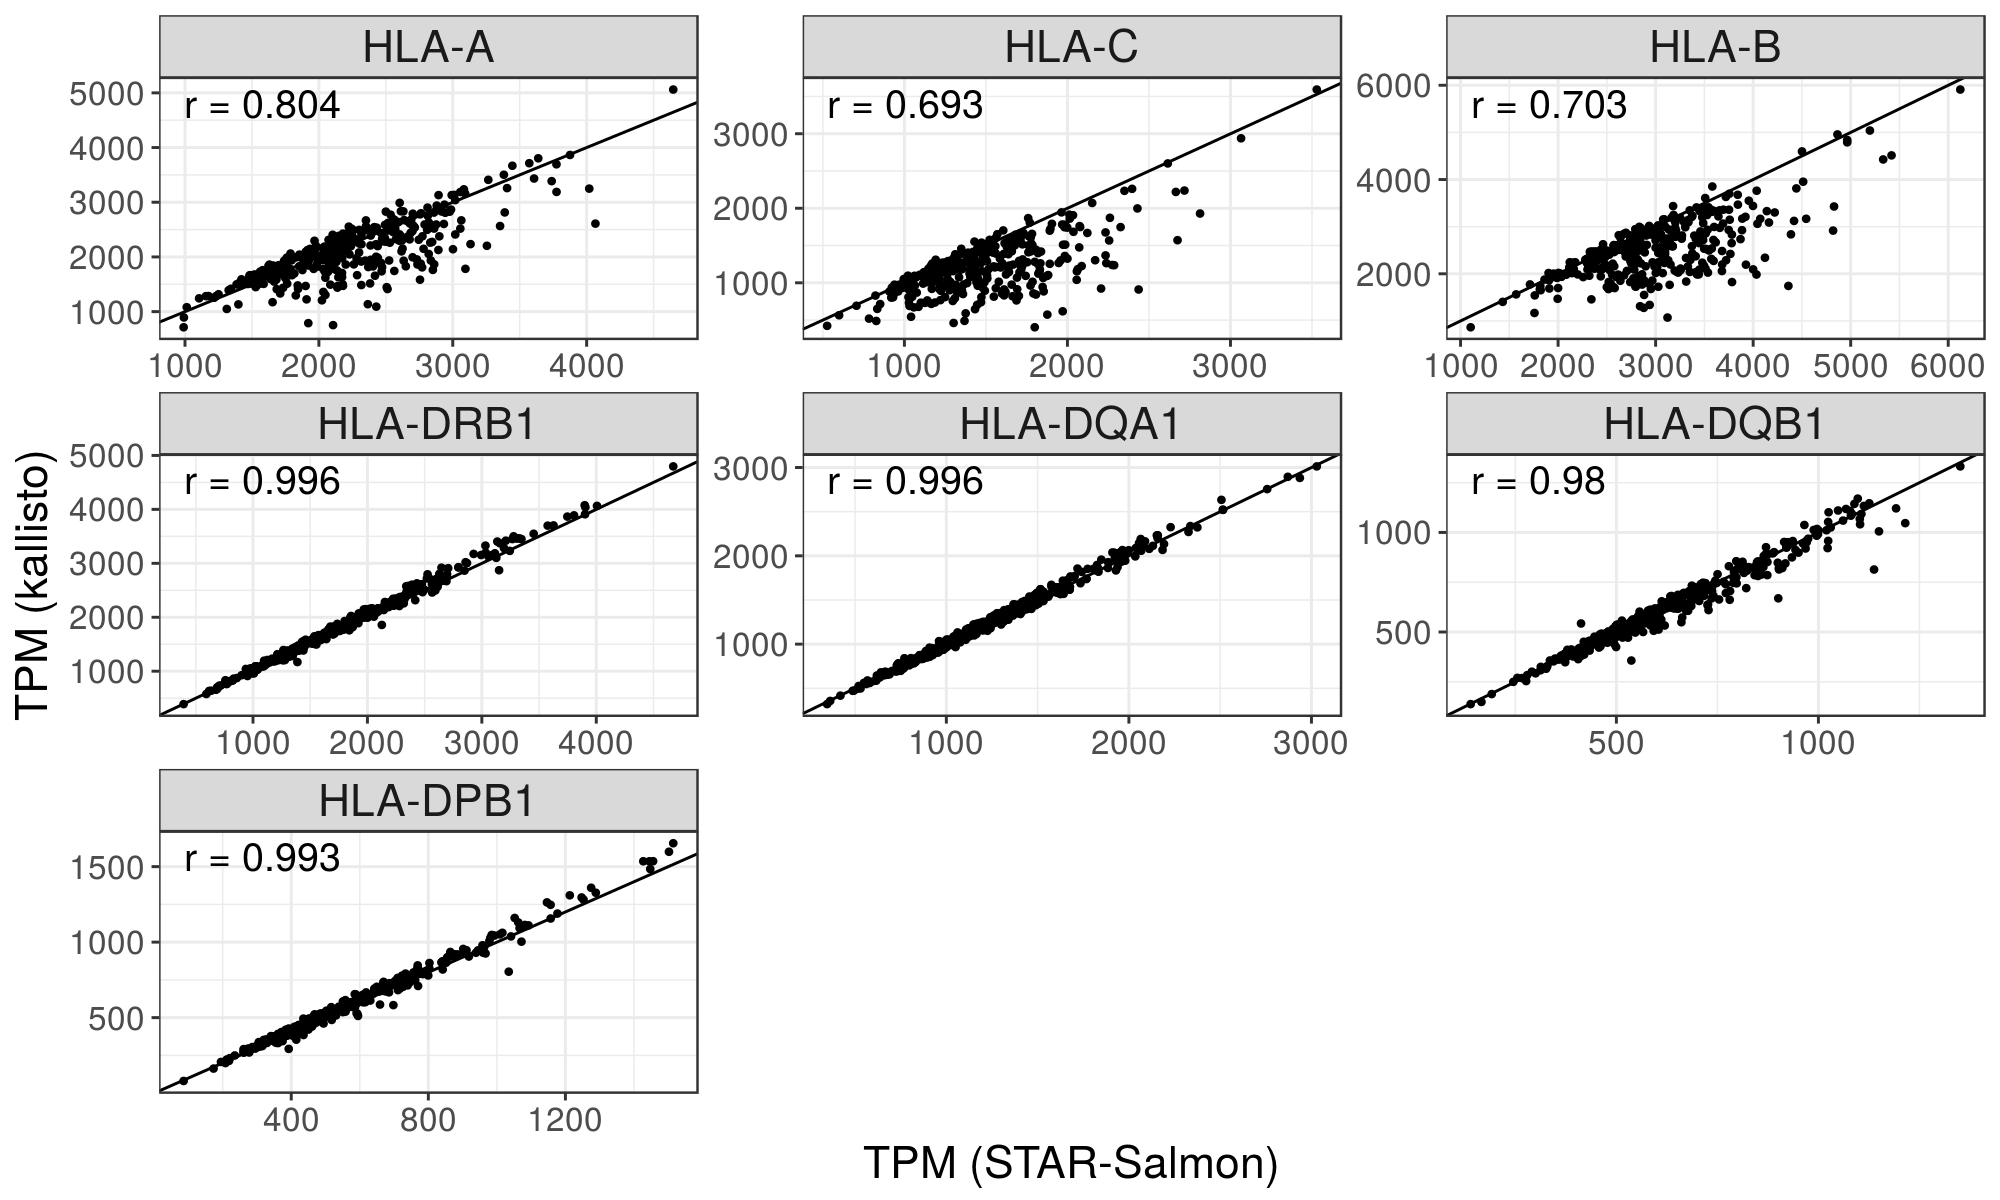 HLA-A
HLA-C
HLA-B
r = 0.804
r = 0.693
r = 0.703
5000
4000
3000
2000
1000
3000
2000
1000
6000
4000
2000
1000 2000 3000 4000
1000 2000 3000
1000 2000 3000 4000 5000 6000
HLA-DRB1
HLA-DQA1
HLA-DQB1
r = 0.996
r = 0.996
r = 0.98
5000
4000
3000
2000
1000
3000
2000
1000
1000
500
1000 2000 3000 4000
1000 2000 3000
500 1000
HLA-DPB1
r = 0.993
1500
1000
500
400 800 1200
TPM (kallisto)
TPM (STAR-Salmon)